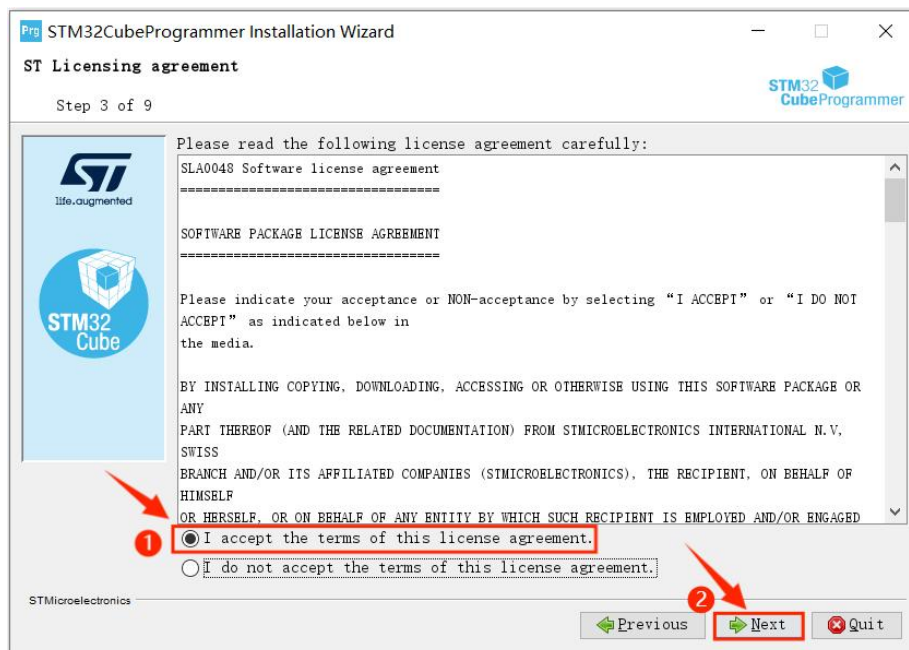 Prg STM32CubeProgrammer Installation Wizard
ST Licensing agreement
Step 3 of 9
STM32
CubeProgrammer
Please read the following license agreement carefully:
SLA0048 Software license agreement
==================================
SOFTWARE PACKAGE LICENSE AGREEMENT
==================================
Please indicate your acceptance or NON-acceptance by selecting “I ACCEPT” or “I DO NOT
ACCEPT” as indicated below in
the media.
BY INSTALLING COPYING, DOWNLOADING, ACCESSING OR OTHERWISE USING THIS SOFTWARE PACKAGE OR
ANY
PART THEREOF (AND THE RELATED DOCUMENTATION) FROM STMICROELECTRONICS INTERNATIONAL N.V,
SWISS
BRANCH AND/OR ITS AFFILIATED COMPANIES (STMICROELECTRONICS), THE RECIPIENT, ON BEHALF OF
HIMSELF
OR HERSELF, OR ON BEHALF OF ANY ENTITY BY WHICH SUCH RECIPIENT IS EMPLOYED AND/OR ENGAGED
ST
life.augmented
STM32
Cube
1
I accept the terms of this license agreement.
I do not accept the terms of this license agreement.
STMicroelectronics
2
Previous
Next
Quit